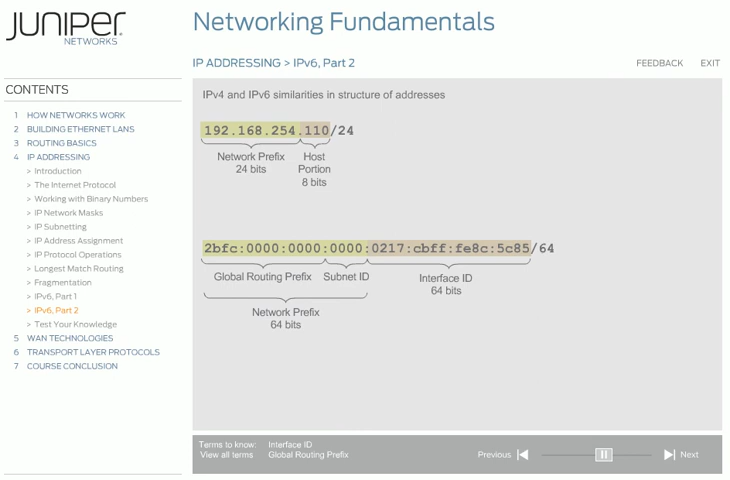 JUNIPER
NETWORKS
Networking Fundamentals
IP ADDRESSING > IPv6, Part 2
FEEDBACK EXIT
CONTENTS
1 HOW NETWORKS WORK
2 BUILDING ETHERNET LANS
3 ROUTING BASICS
4 IP ADDRESSING
> Introduction
> The Internet Protocol
> Working with Binary Numbers
> IP Network Masks
> IP Subnetting
> IP Address Assignment
> IP Protocol Operations
> Longest Match Routing
> Fragmentation
> IPv6, Part 1
> IPv6, Part 2
> Test Your Knowledge
5 WAN TECHNOLOGIES
6 TRANSPORT LAYER PROTOCOLS
7 COURSE CONCLUSION
IPv4 and IPv6 similarities in structure of addresses
192.168.254.110/24
Network Prefix
24 bits
Host
Portion
8 bits
2bfc:0000:0000:0000:0217:cbff:fe8c:5c85/64
Global Routing Prefix Subnet ID
Interface ID
64 bits
Network Prefix
64 bits
Terms to know: Interface ID
View all terms Global Routing Prefix
Previous Next